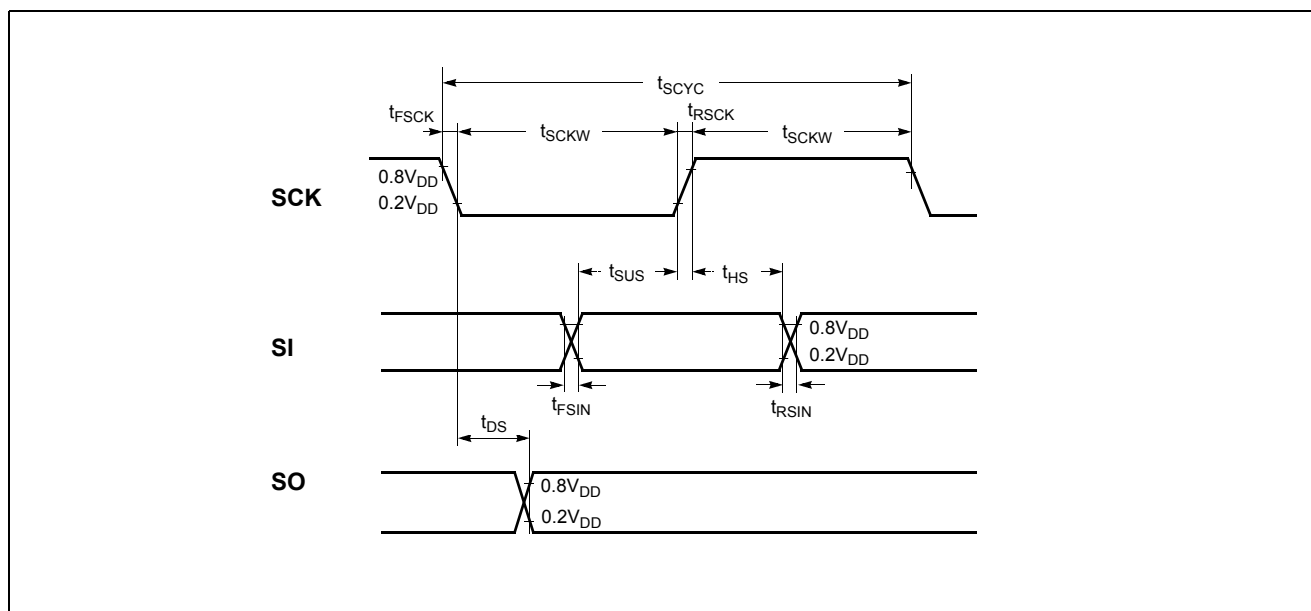 tSCYC
tFSCK
tRSCK
tSCKW
tSCKW
SCK
0.8VDD
0.2VDD
tSUS
tHS
SI
0.8VDD
0.2VDD
tFSIN
tRSIN
tDS
SO
0.8VDD
0.2VDD